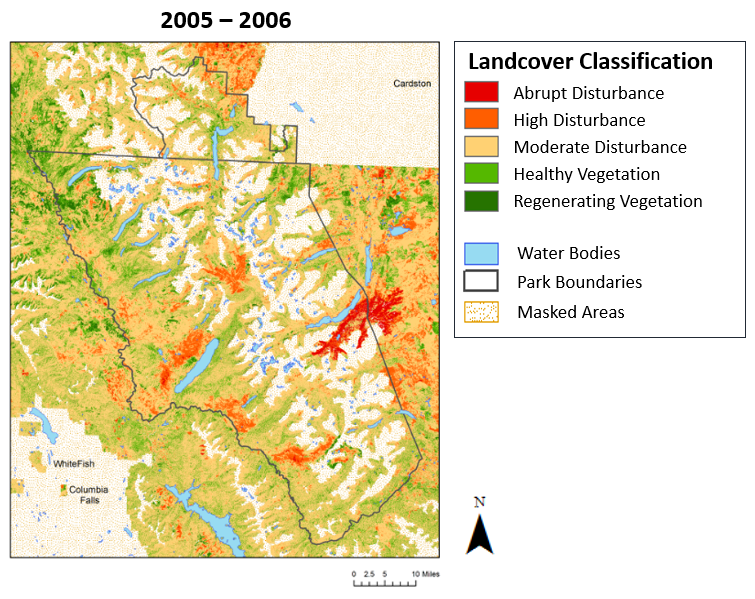 2005 – 2006
Cardston
WhiteFish
Columbia
Falls
Landcover Classification
Abrupt Disturbance
High Disturbance
Moderate Disturbance
Healthy Vegetation
Regenerating Vegetation
Water Bodies
Park Boundaries
Masked Areas
N
0 2.5 5 10 Miles